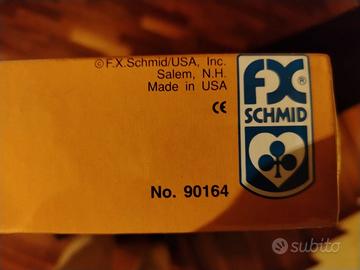 © F.X. Schmid/USA, Inc.
Salem, N.H.
Made in USA
CE
FX®
SCHMID
No. 90164
subito